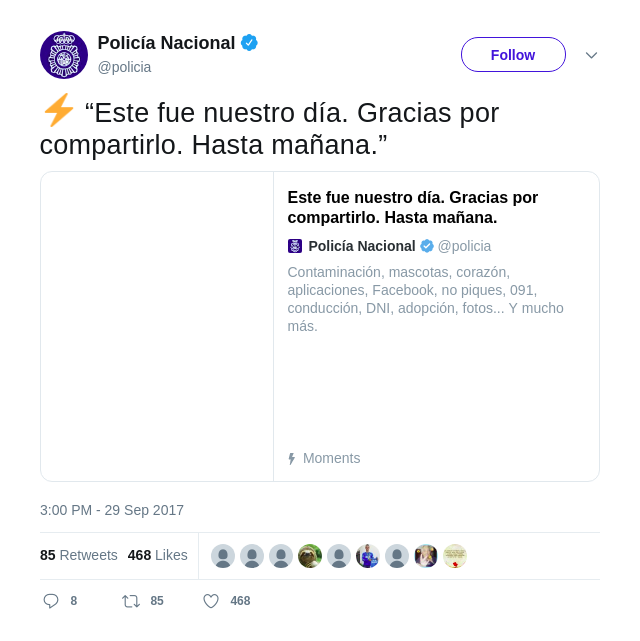 Policía Nacional
@policia
Follow
⚡ “Este fue nuestro día. Gracias por
compartirlo. Hasta mañana.”
Este fue nuestro día. Gracias por
compartirlo. Hasta mañana.
Policía Nacional @policia
Contaminación, mascotas, corazón,
aplicaciones, Facebook, no piques, 091,
conducción, DNI, adopción, fotos... Y mucho
más.
Moments
3:00 PM - 29 Sep 2017
85 Retweets 468 Likes
8 85 468